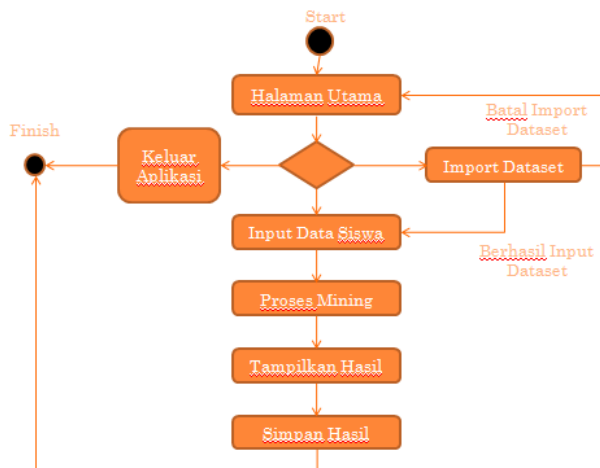 Start
Halaman Utama
Batal Import
Dataset
Finish
Keluar
Aplikasi
Import Dataset
Input Data Siswa
Berhasil Input
Dataset
Proses Mining
Tampilkan Hasil
Simpan Hasil